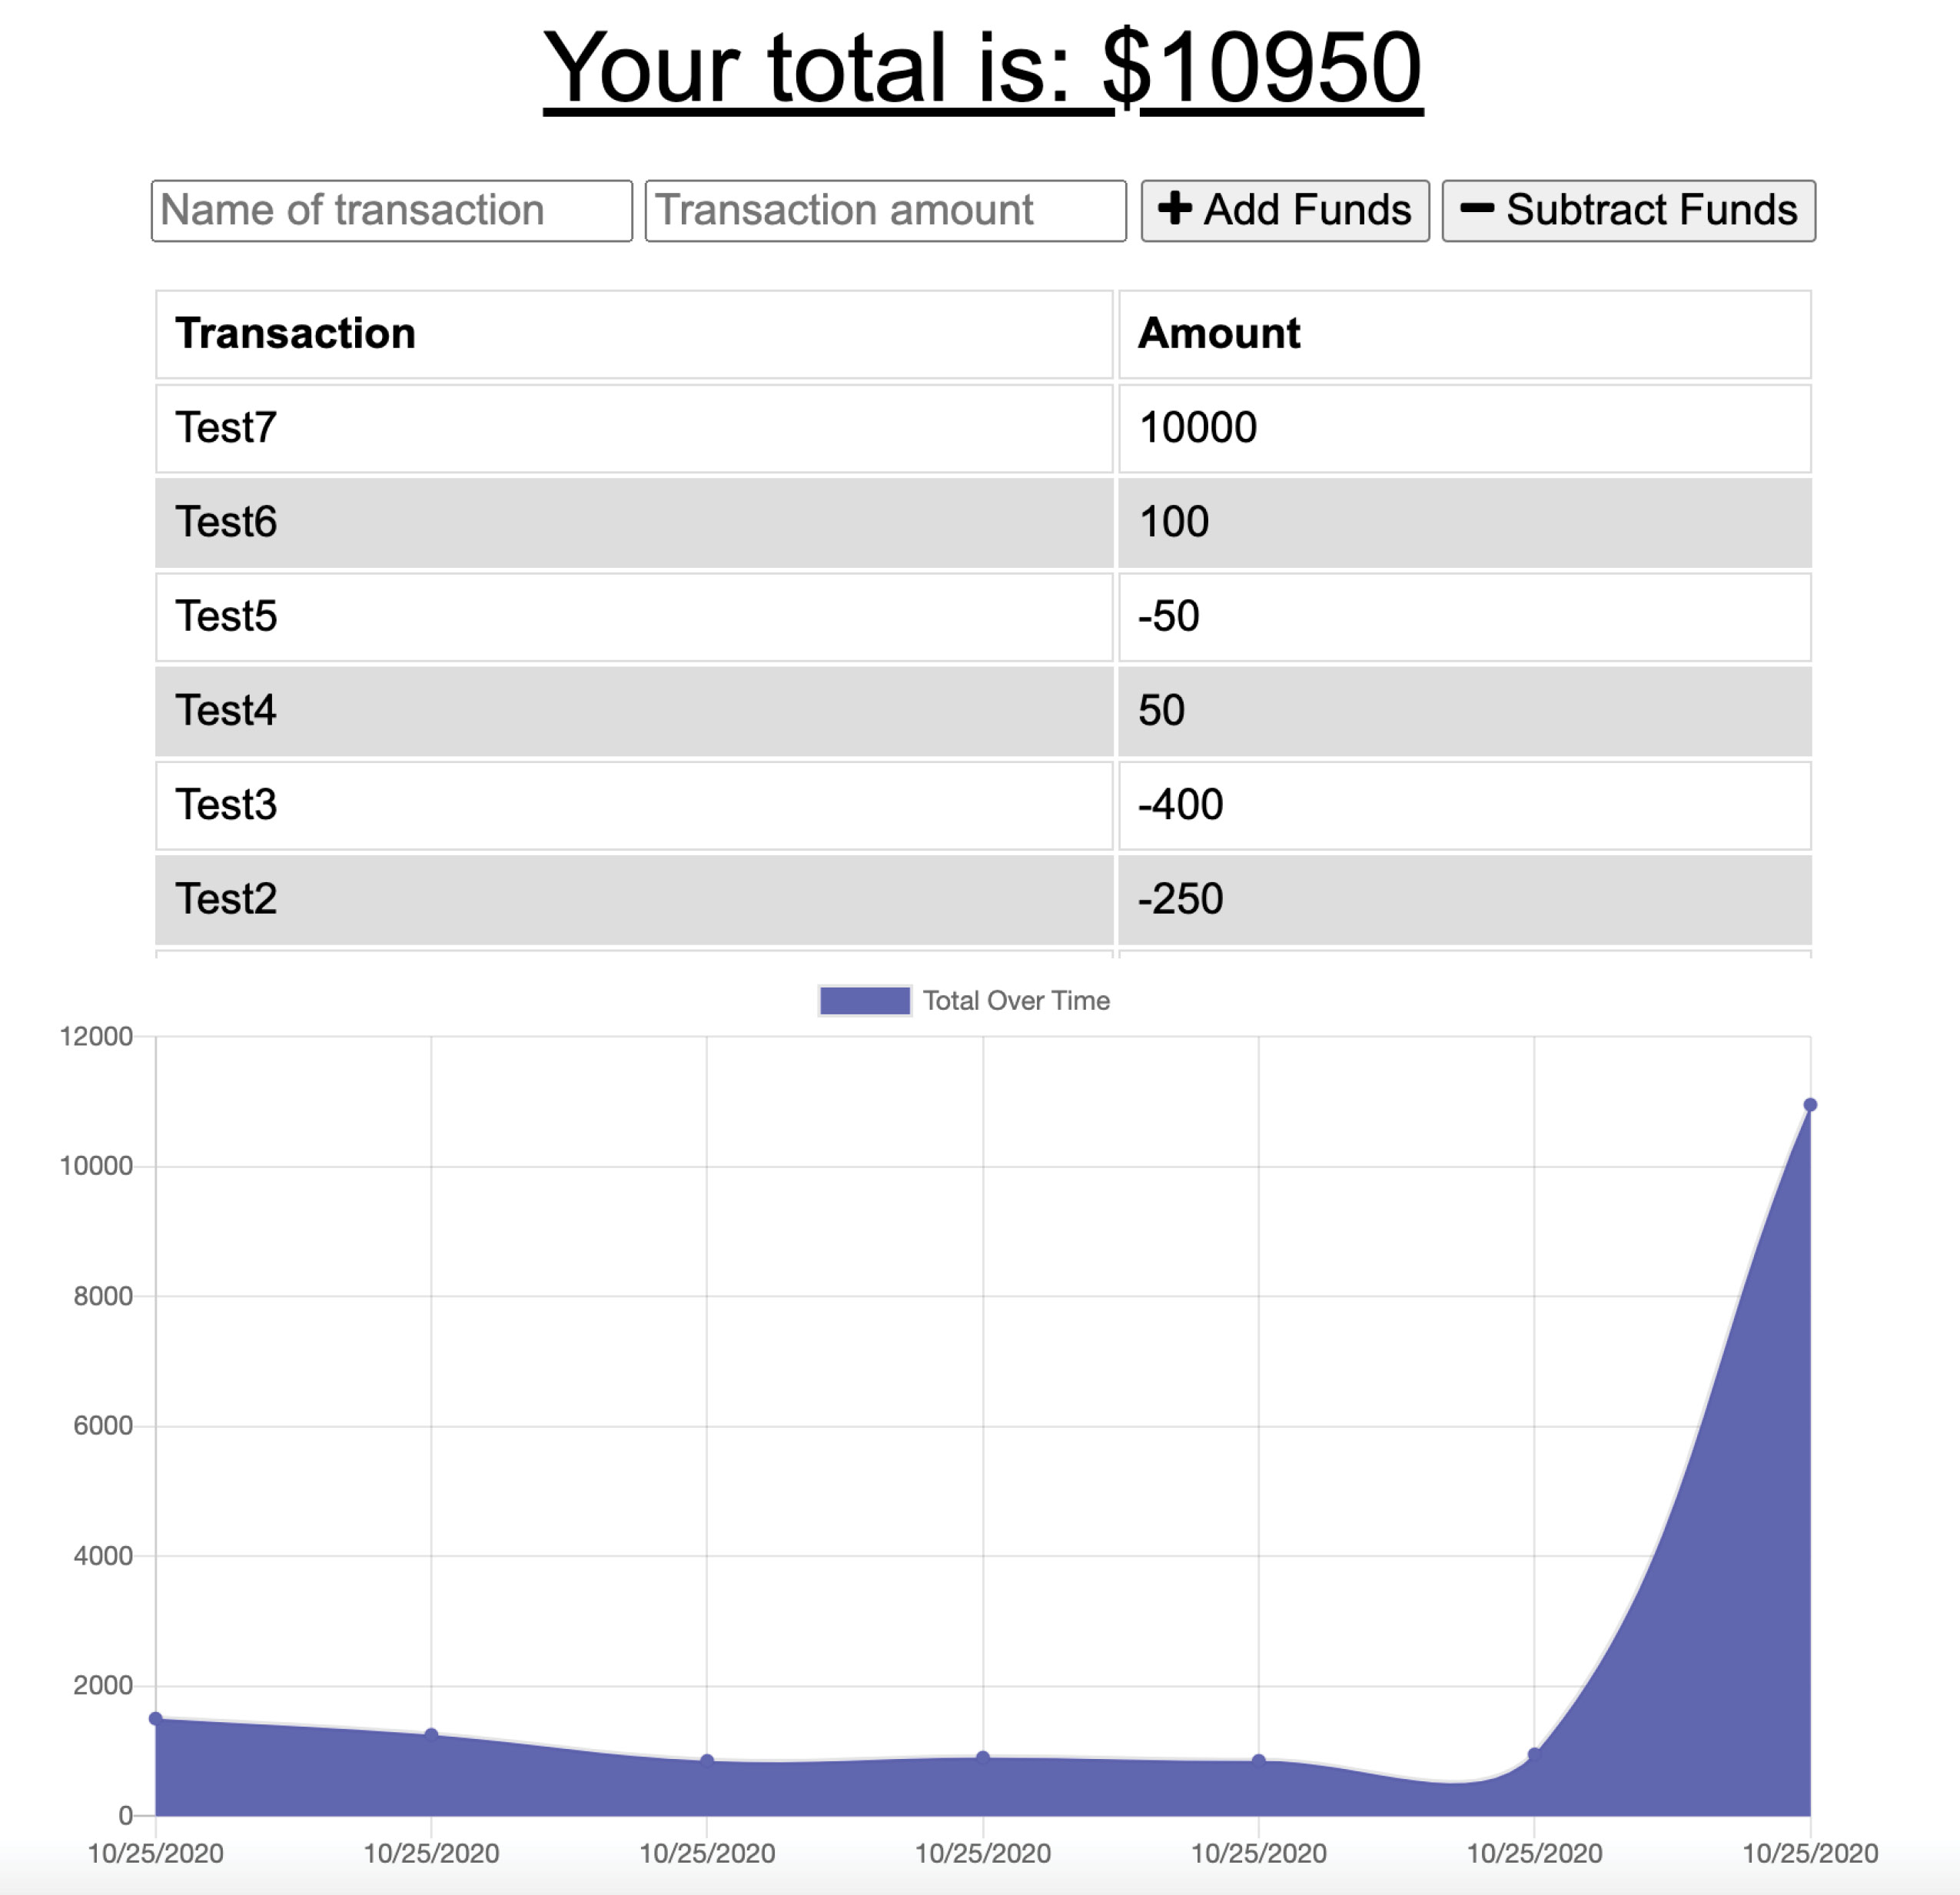 Your total is: $10950
Name of transaction Transaction amount + Add Funds − Subtract Funds
Transaction Amount
Test7 10000
Test6 100
Test5 -50
Test4 50
Test3 -400
Test2 -250
Total Over Time
12000
10000
8000
6000
4000
2000
0
10/25/2020 10/25/2020 10/25/2020 10/25/2020 10/25/2020 10/25/2020 10/25/2020